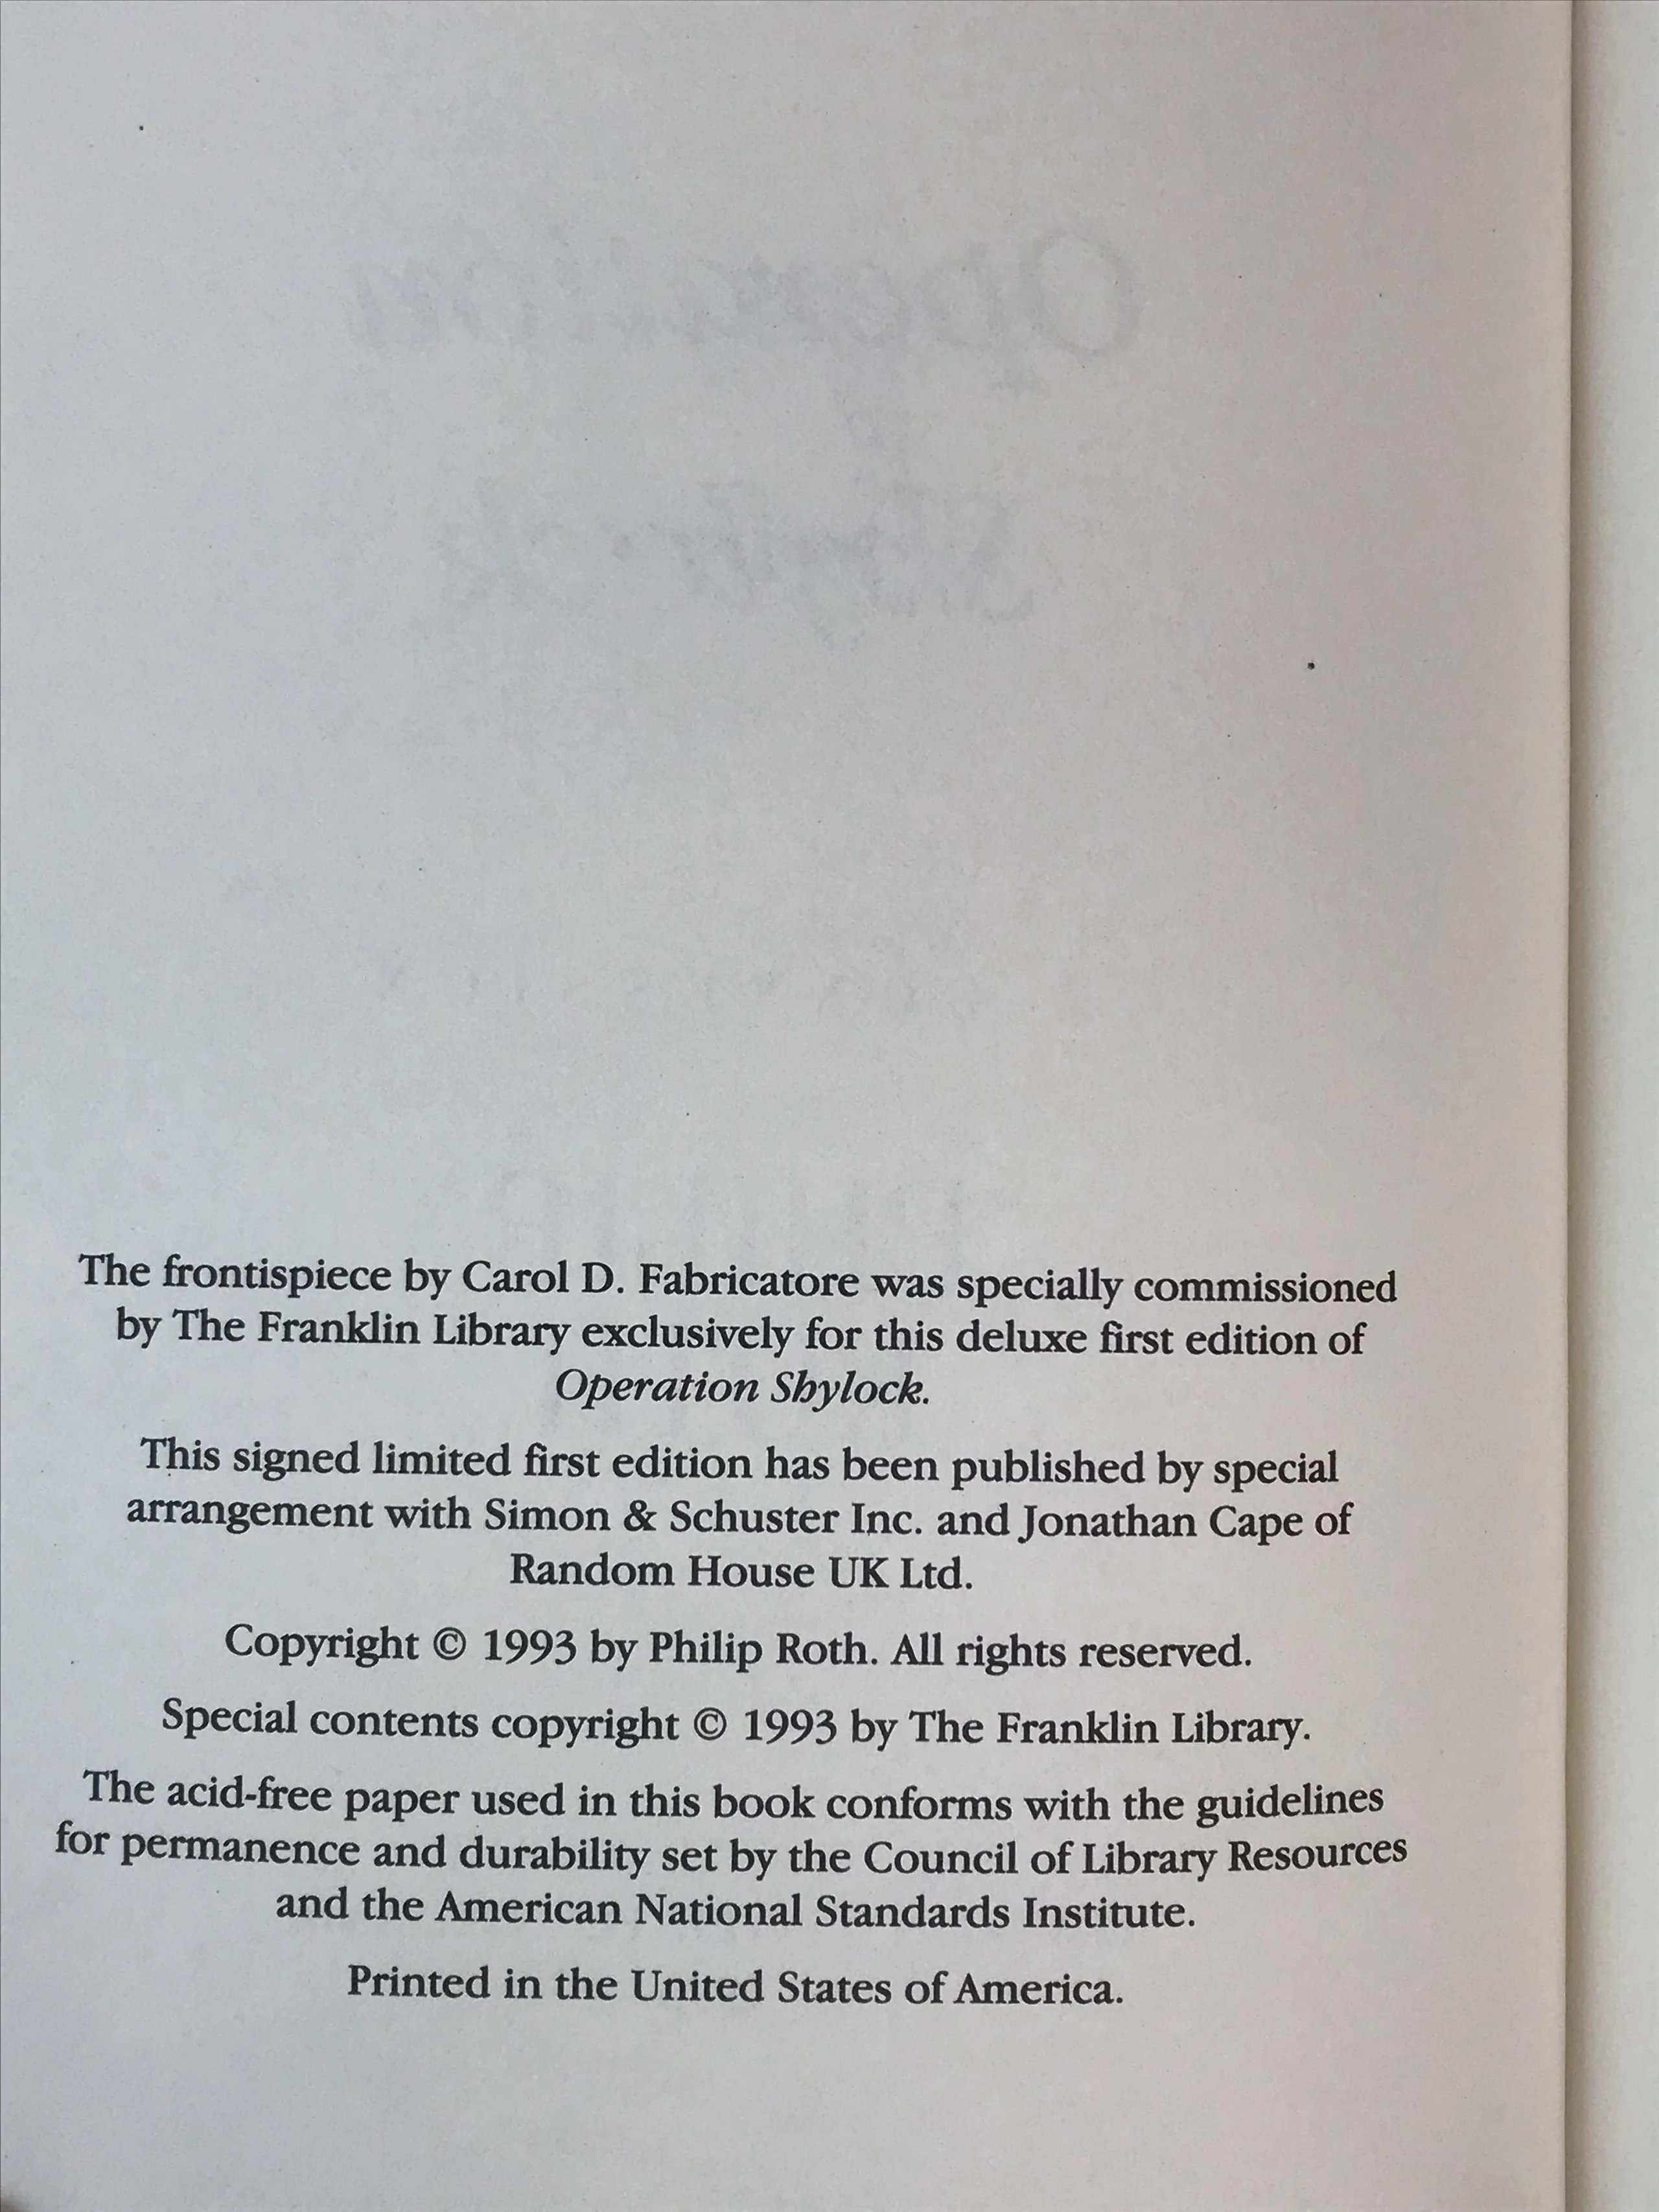 The frontispiece by Carol D. Fabricatore was specially commissioned
by The Franklin Library exclusively for this deluxe first edition of
Operation Shylock.
This signed limited first edition has been published by special
arrangement with Simon & Schuster Inc. and Jonathan Cape of
Random House UK Ltd.
Copyright © 1993 by Philip Roth. All rights reserved.
Special contents copyright © 1993 by The Franklin Library.
The acid-free paper used in this book conforms with the guidelines
for permanence and durability set by the Council of Library Resources
and the American National Standards Institute.
Printed in the United States of America.